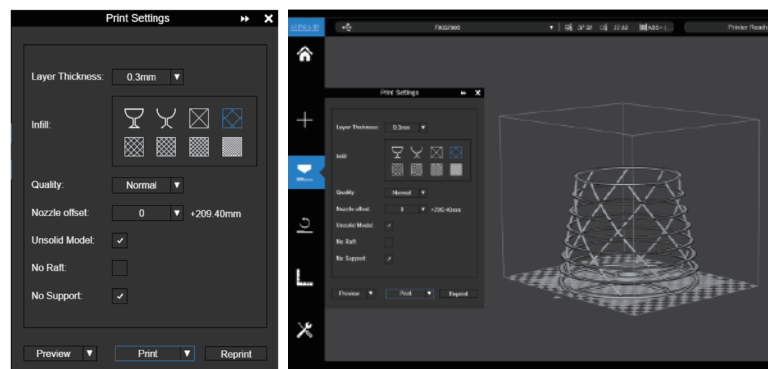 Print Settings
Layer Thickness: 0.3mm
Infill:
Quality: Normal
Nozzle offset: 0 +209.40mm
Unsolid Model:
No Raft:
No Support:
Preview Print Reprint
Printer Ready
Print Settings
Layer Thickness: 0.3mm
Infill:
Quality: Normal
Nozzle offset: 0 +209.40mm
Unsolid Model:
No Raft:
No Support:
Preview Print Reprint